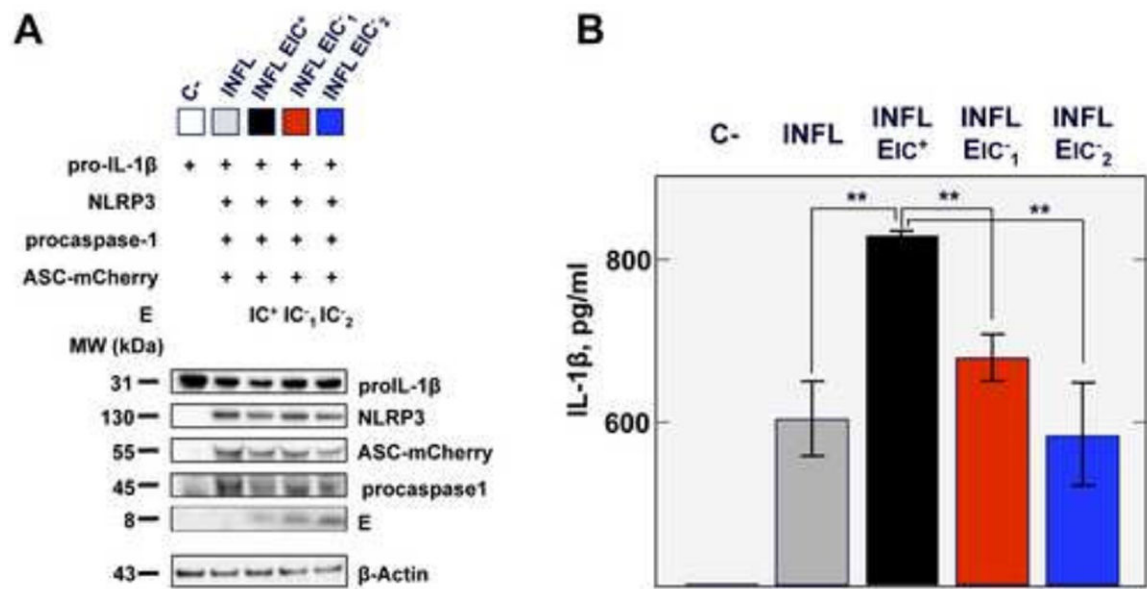 A
C-
INFL
INFL EIC⁺
INFL EIC⁻₁
INFL EIC⁻₂
pro-IL-1β + + + + +
NLRP3 + + + +
procaspase-1 + + + +
ASC-mCherry + + + +
E IC⁺ IC⁻₁ IC⁻₂
MW (kDa)
31 proIL-1β
130 NLRP3
55 ASC-mCherry
45 procaspase1
8 E
43 β-Actin
B
C- INFL INFL EIC⁺ INFL EIC⁻₁ INFL EIC⁻₂
** ** **
IL-1β, pg/ml
800
600